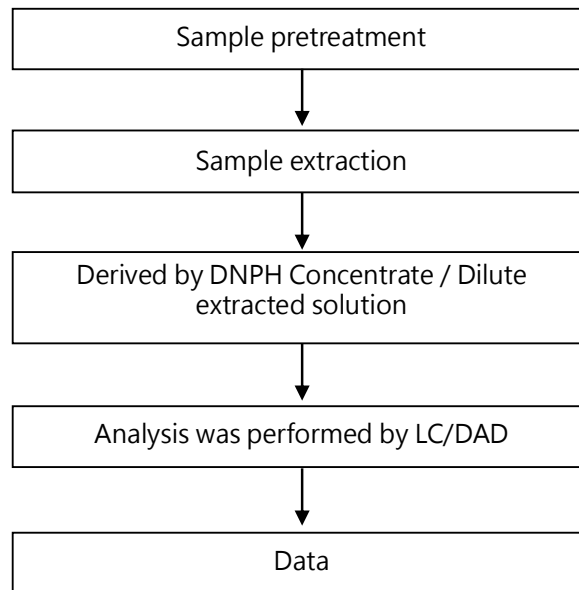 Sample pretreatment
Sample extraction
Derived by DNPH Concentrate / Dilute
extracted solution
Analysis was performed by LC/DAD
Data